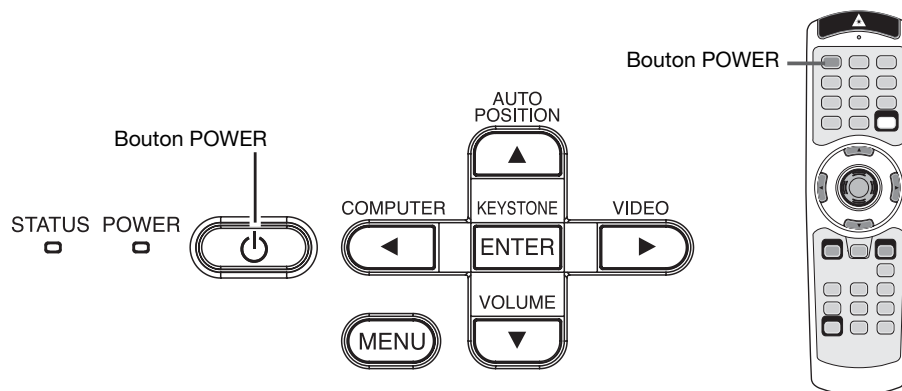 Bouton POWER
AUTO
POSITION
Bouton POWER
COMPUTER
KEYSTONE
VIDEO
STATUS
POWER
ENTER
VOLUME
MENU